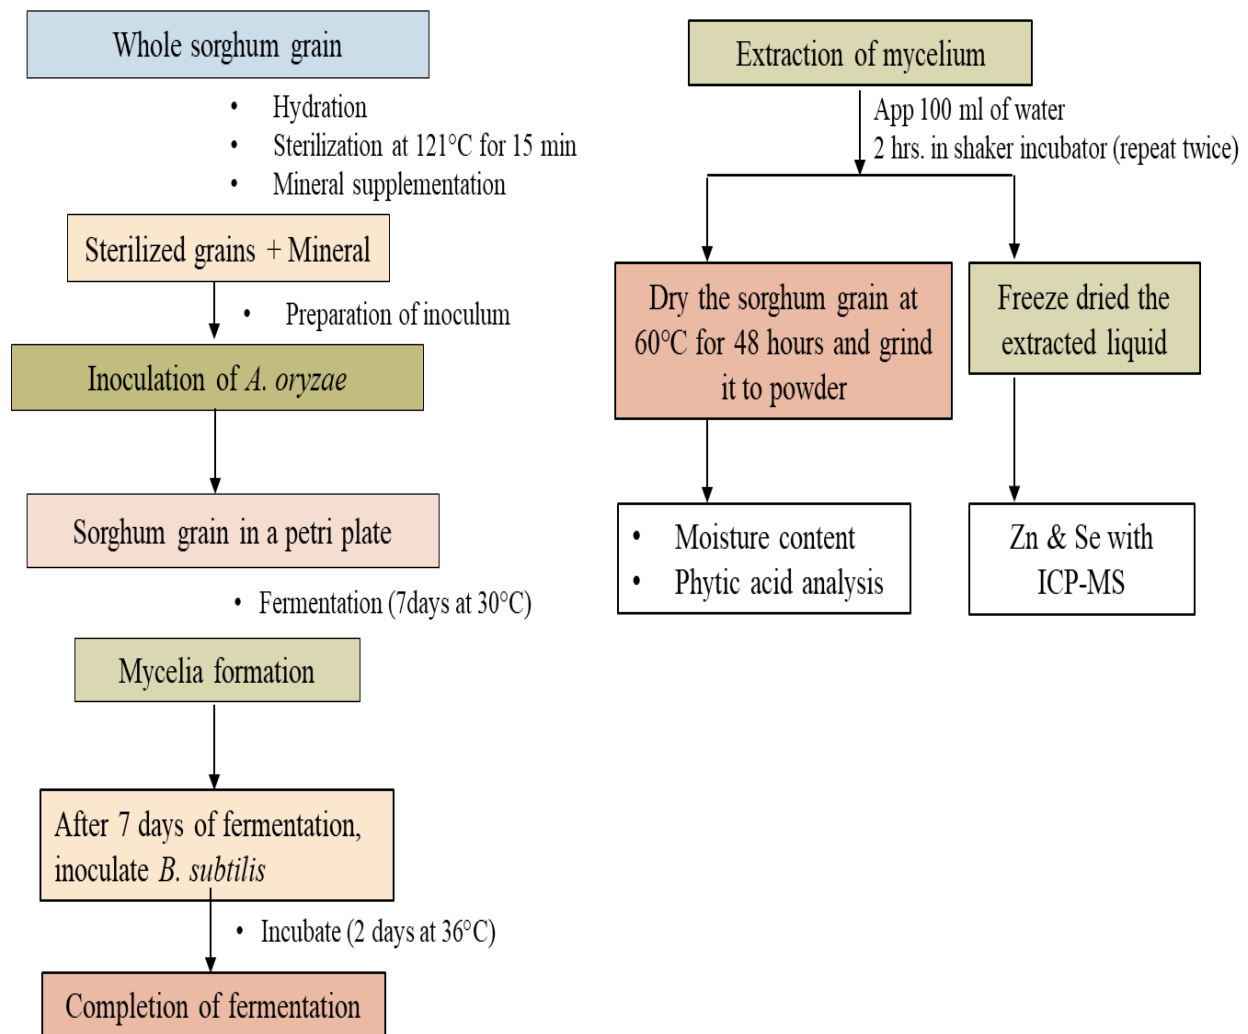 Whole sorghum grain
• Hydration
• Sterilization at 121°C for 15 min
• Mineral supplementation
Sterilized grains + Mineral
• Preparation of inoculum
Inoculation of A. oryzae
Sorghum grain in a petri plate
• Fermentation (7days at 30°C)
Mycelia formation
After 7 days of fermentation,
inoculate B. subtilis
• Incubate (2 days at 36°C)
Completion of fermentation
Extraction of mycelium
App 100 ml of water
2 hrs. in shaker incubator (repeat twice)
Dry the sorghum grain at
60°C for 48 hours and grind
it to powder
Freeze dried the
extracted liquid
• Moisture content
• Phytic acid analysis
Zn & Se with
ICP-MS